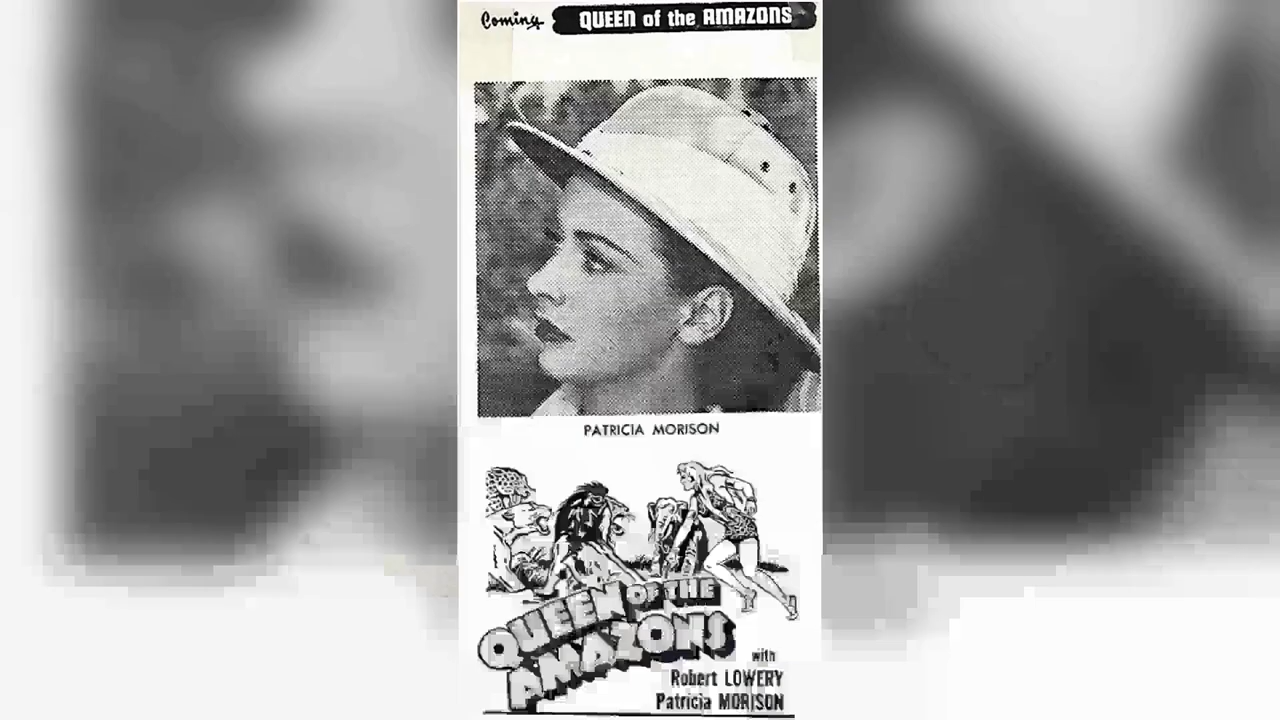 Coming QUEEN of the AMAZONS
PATRICIA MORISON
QUEEN OF THE
AMAZONS
with
Robert LOWERY
Patricia MORISON